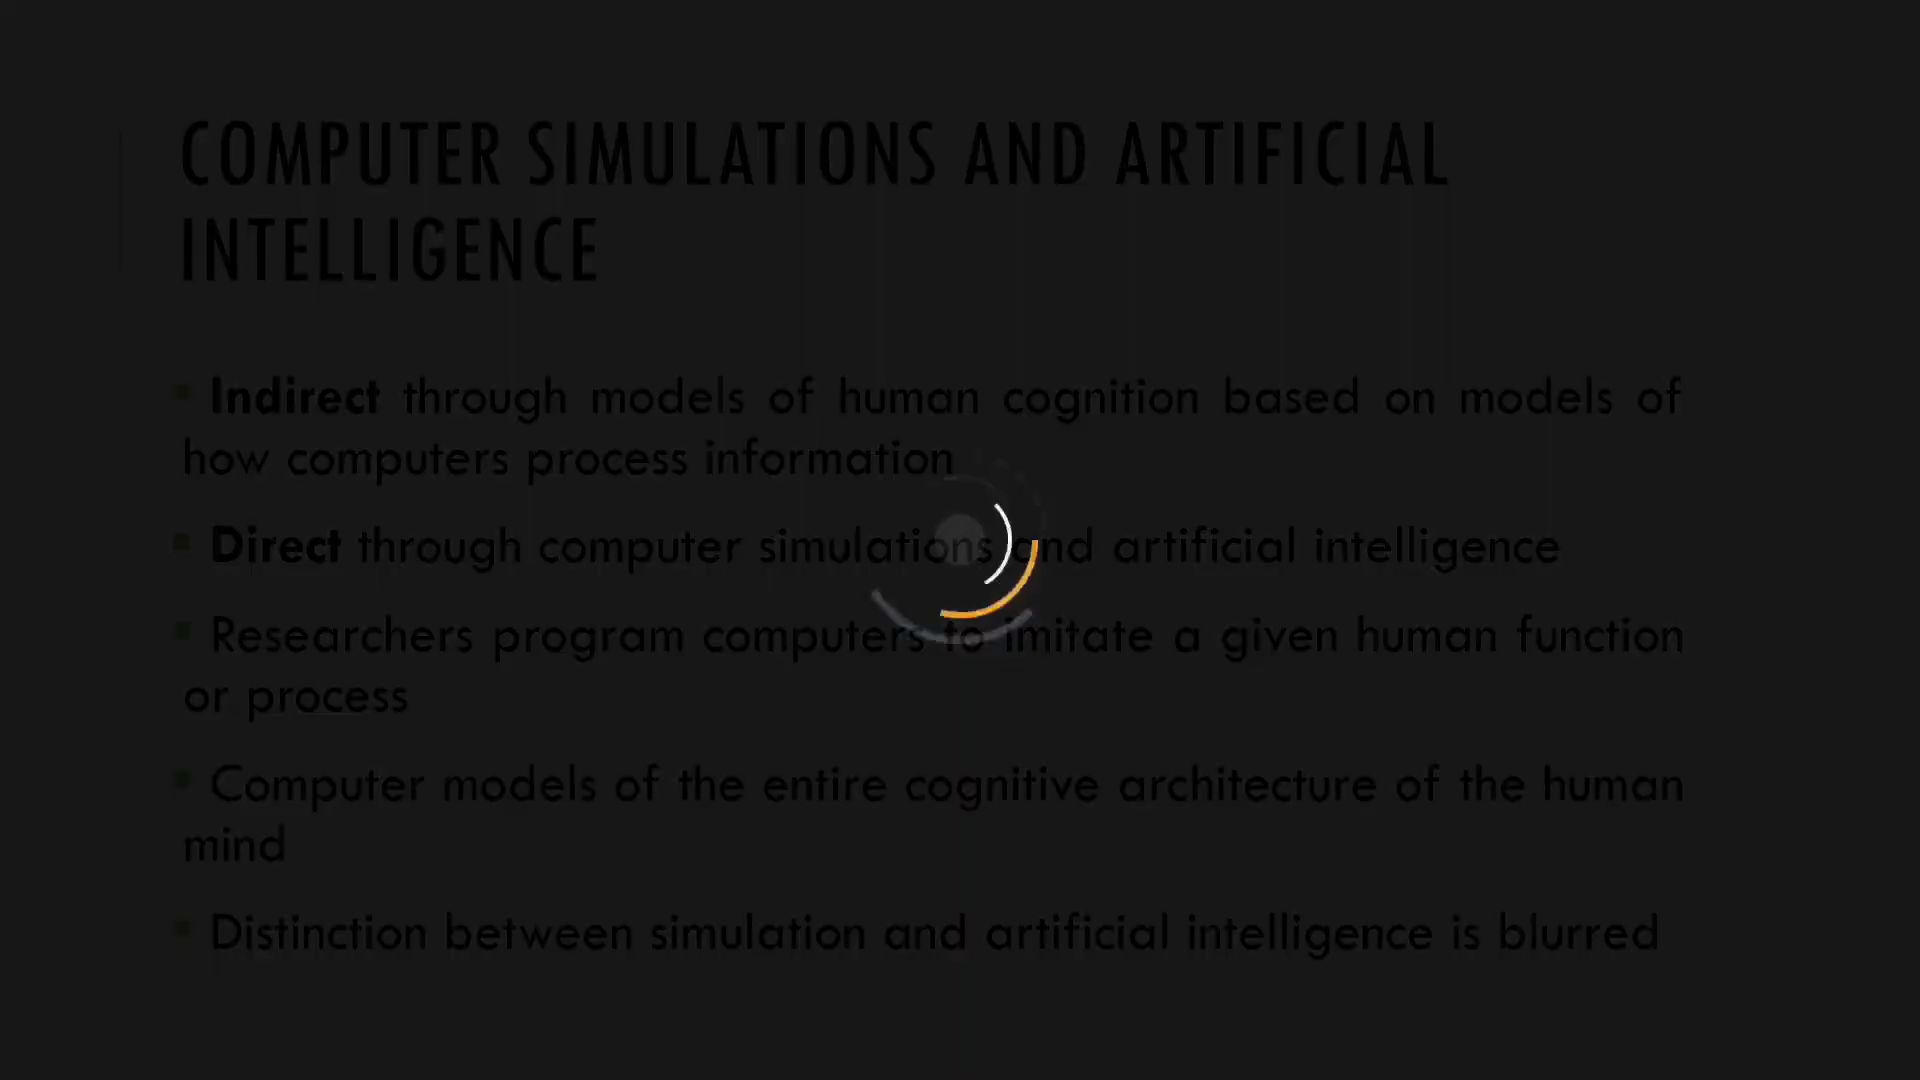 COMPUTER SIMULATIONS AND ARTIFICIAL
INTELLIGENCE
Indirect through models of human cognition based on models of
how computers process information
Direct through computer simulations and artificial intelligence
Researchers program computers to imitate a given human function
or process
Computer models of the entire cognitive architecture of the human
mind
Distinction between simulation and artificial intelligence is blurred